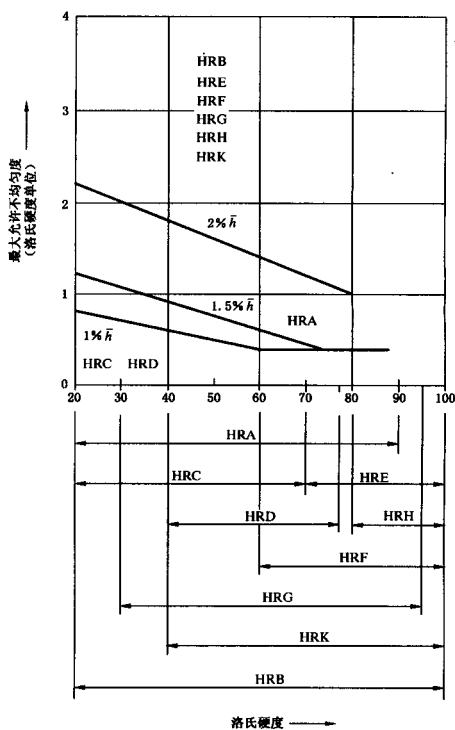 最大允许不均匀度
(洛氏硬度单位)
4
3
2
1
0
HRB
HRE
HRF
HRG
HRH
HRK
2% h̄
1.5% h̄
HRA
1% h̄
HRC HRD
20 30 40 50 60 70 80 90 100
HRA
HRC HRE
HRD HRH
HRF
HRG
HRK
HRB
洛氏硬度